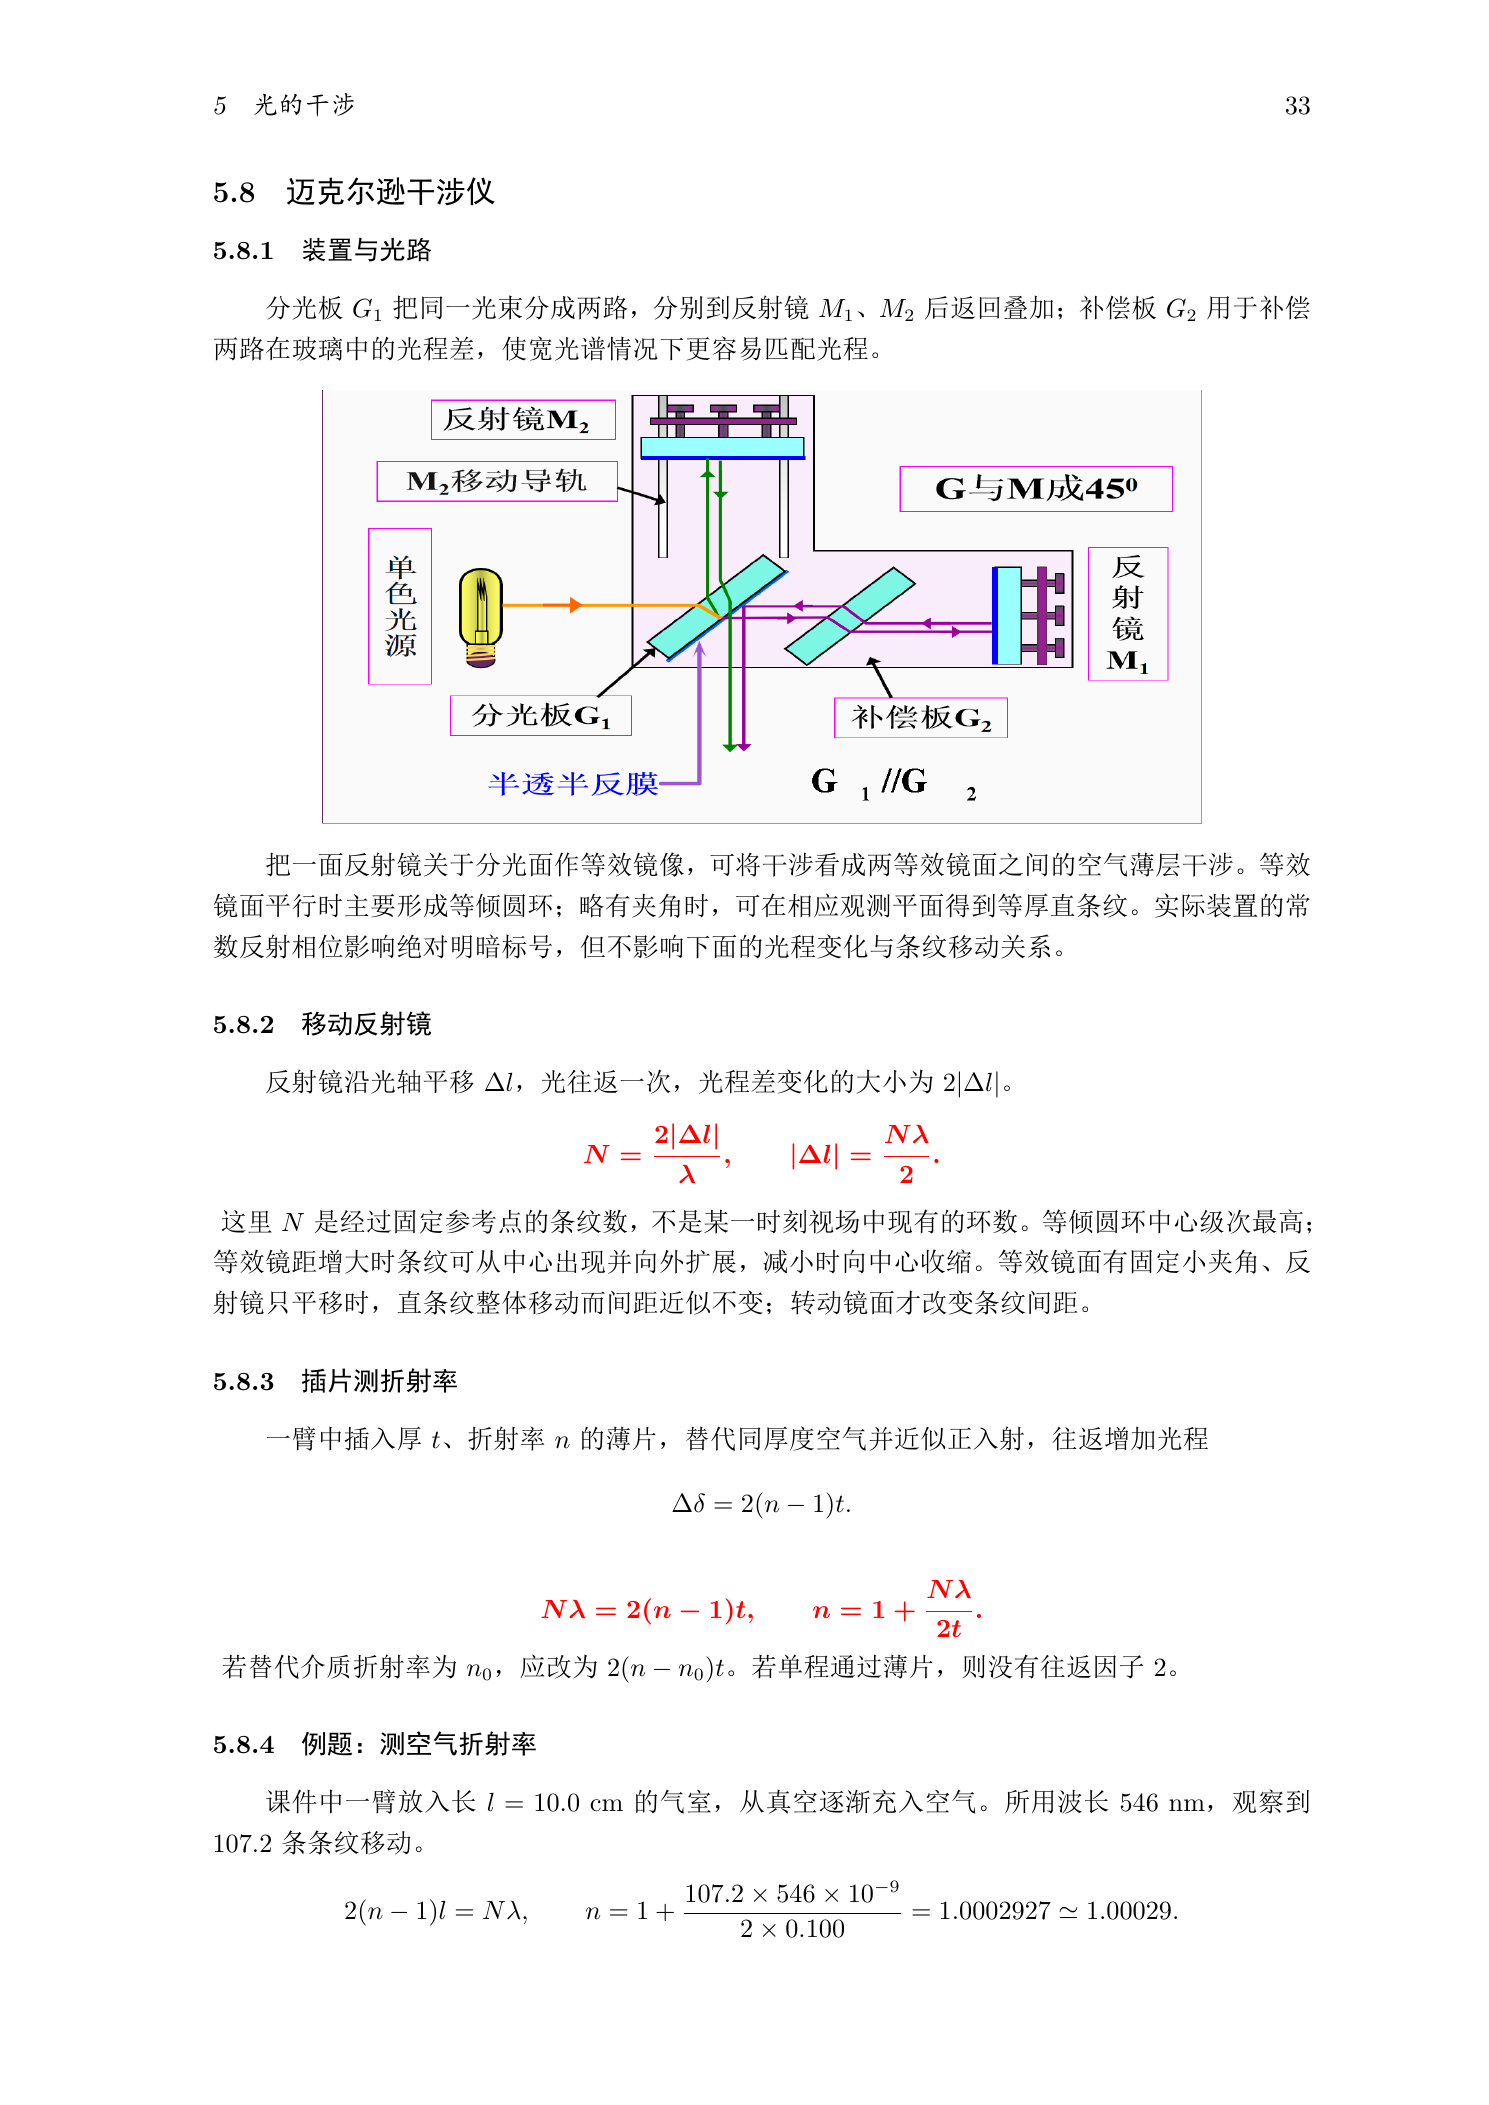 5 光的干涉 33
5.8 迈克尔逊干涉仪
5.8.1 装置与光路
分光板 G₁ 把同一光束分成两路，分别到反射镜 M₁、M₂ 后返回叠加；补偿板 G₂ 用于补偿
两路在玻璃中的光程差，使宽光谱情况下更容易匹配光程。
反射镜M₂
M₂移动导轨
G与M成45⁰
单色光源
反射镜M₁
分光板G₁
补偿板G₂
半透半反膜
G ₁ //G ₂
把一面反射镜关于分光面作等效镜像，可将干涉看成两等效镜面之间的空气薄层干涉。等效
镜面平行时主要形成等倾圆环；略有夹角时，可在相应观测平面得到等厚直条纹。实际装置的常
数反射相位影响绝对明暗标号，但不影响下面的光程变化与条纹移动关系。
5.8.2 移动反射镜
反射镜沿光轴平移 Δl，光往返一次，光程差变化的大小为 2|Δl|。
N = 2|Δl|/λ, |Δl| = Nλ/2.
这里 N 是经过固定参考点的条纹数，不是某一时刻视场中现有的环数。等倾圆环中心级次最高；
等效镜距增大时条纹可从中心出现并向外扩展，减小时向中心收缩。等效镜面有固定小夹角、反
射镜只平移时，直条纹整体移动而间距近似不变；转动镜面才改变条纹间距。
5.8.3 插片测折射率
一臂中插入厚 t、折射率 n 的薄片，替代同厚度空气并近似正入射，往返增加光程
Δδ = 2(n − 1)t.
Nλ = 2(n − 1)t, n = 1 + Nλ/2t.
若替代介质折射率为 n₀，应改为 2(n − n₀)t。若单程通过薄片，则没有往返因子 2。
5.8.4 例题：测空气折射率
课件中一臂放入长 l = 10.0 cm 的气室，从真空逐渐充入空气。所用波长 546 nm，观察到
107.2 条条纹移动。
2(n − 1)l = Nλ, n = 1 + (107.2 × 546 × 10⁻⁹)/(2 × 0.100) = 1.0002927 ≃ 1.00029.